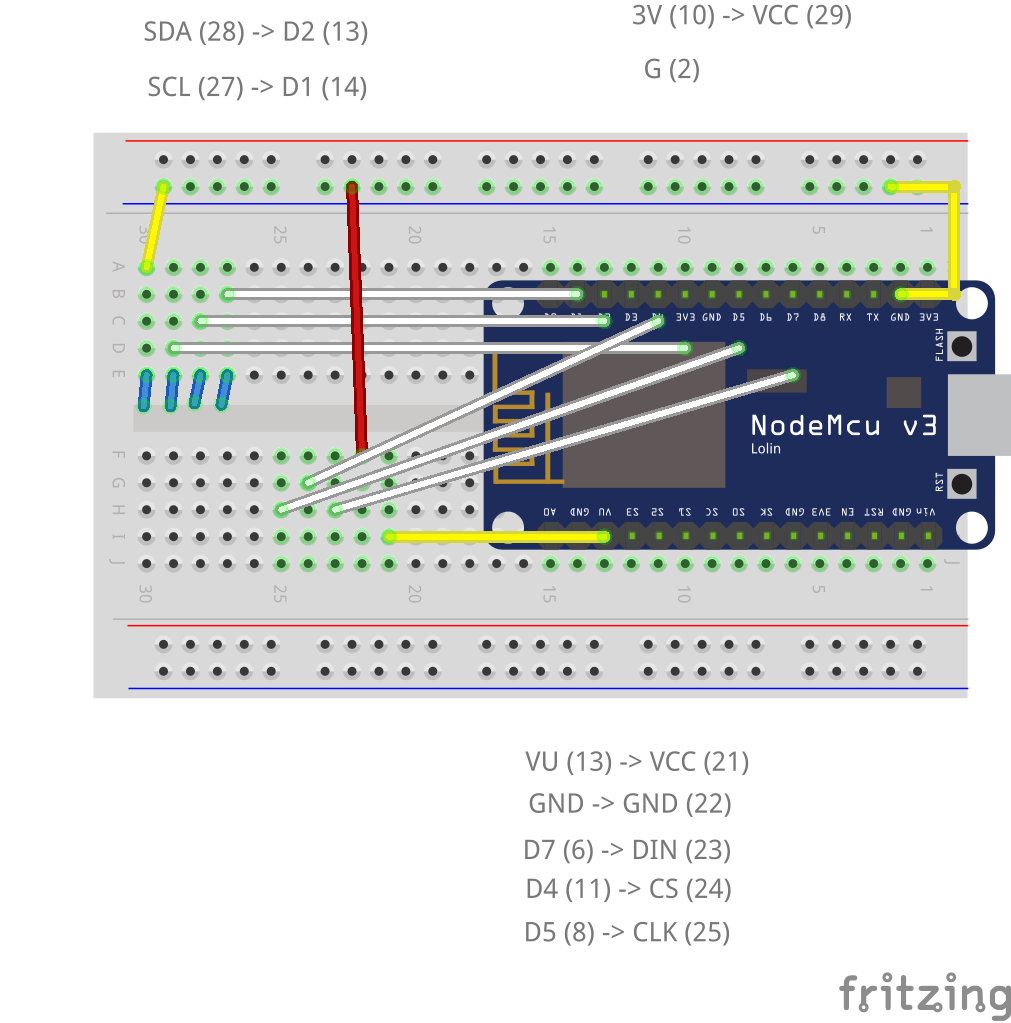 SDA (28) -> D2 (13)
3V (10) -> VCC (29)
SCL (27) -> D1 (14)
G (2)
30 25 20 15 10 5 1
A
B
C
D
E
D3 3V3 GND D5 D6 D7 D8 RX TX GND 3V3
FLASH
NodeMcu v3
Lolin
F
G
H
I
J J
RST
A0 GND VU S3 S2 S1 SC S0 SK GND 3V3 EN RST GND Vin
30 25 20 15 10 5 1
VU (13) -> VCC (21)
GND -> GND (22)
D7 (6) -> DIN (23)
D4 (11) -> CS (24)
D5 (8) -> CLK (25)
fritzing